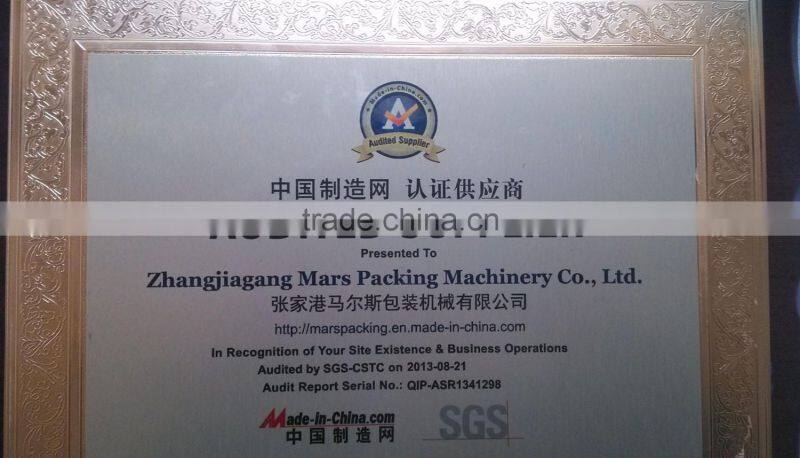 Made-in-China.com
A
Audited Supplier
中国制造网 认证供应商
trade.china.cn
Presented To
Zhangjiagang Mars Packing Machinery Co., Ltd.
张家港马尔斯包装机械有限公司
http://marspacking.en.made-in-china.com
In Recognition of Your Site Existence & Business Operations
Audited by SGS-CSTC on 2013-08-21
Audit Report Serial No.: QIP-ASR1341298
Made-in-China.com
中国制造网
SGS